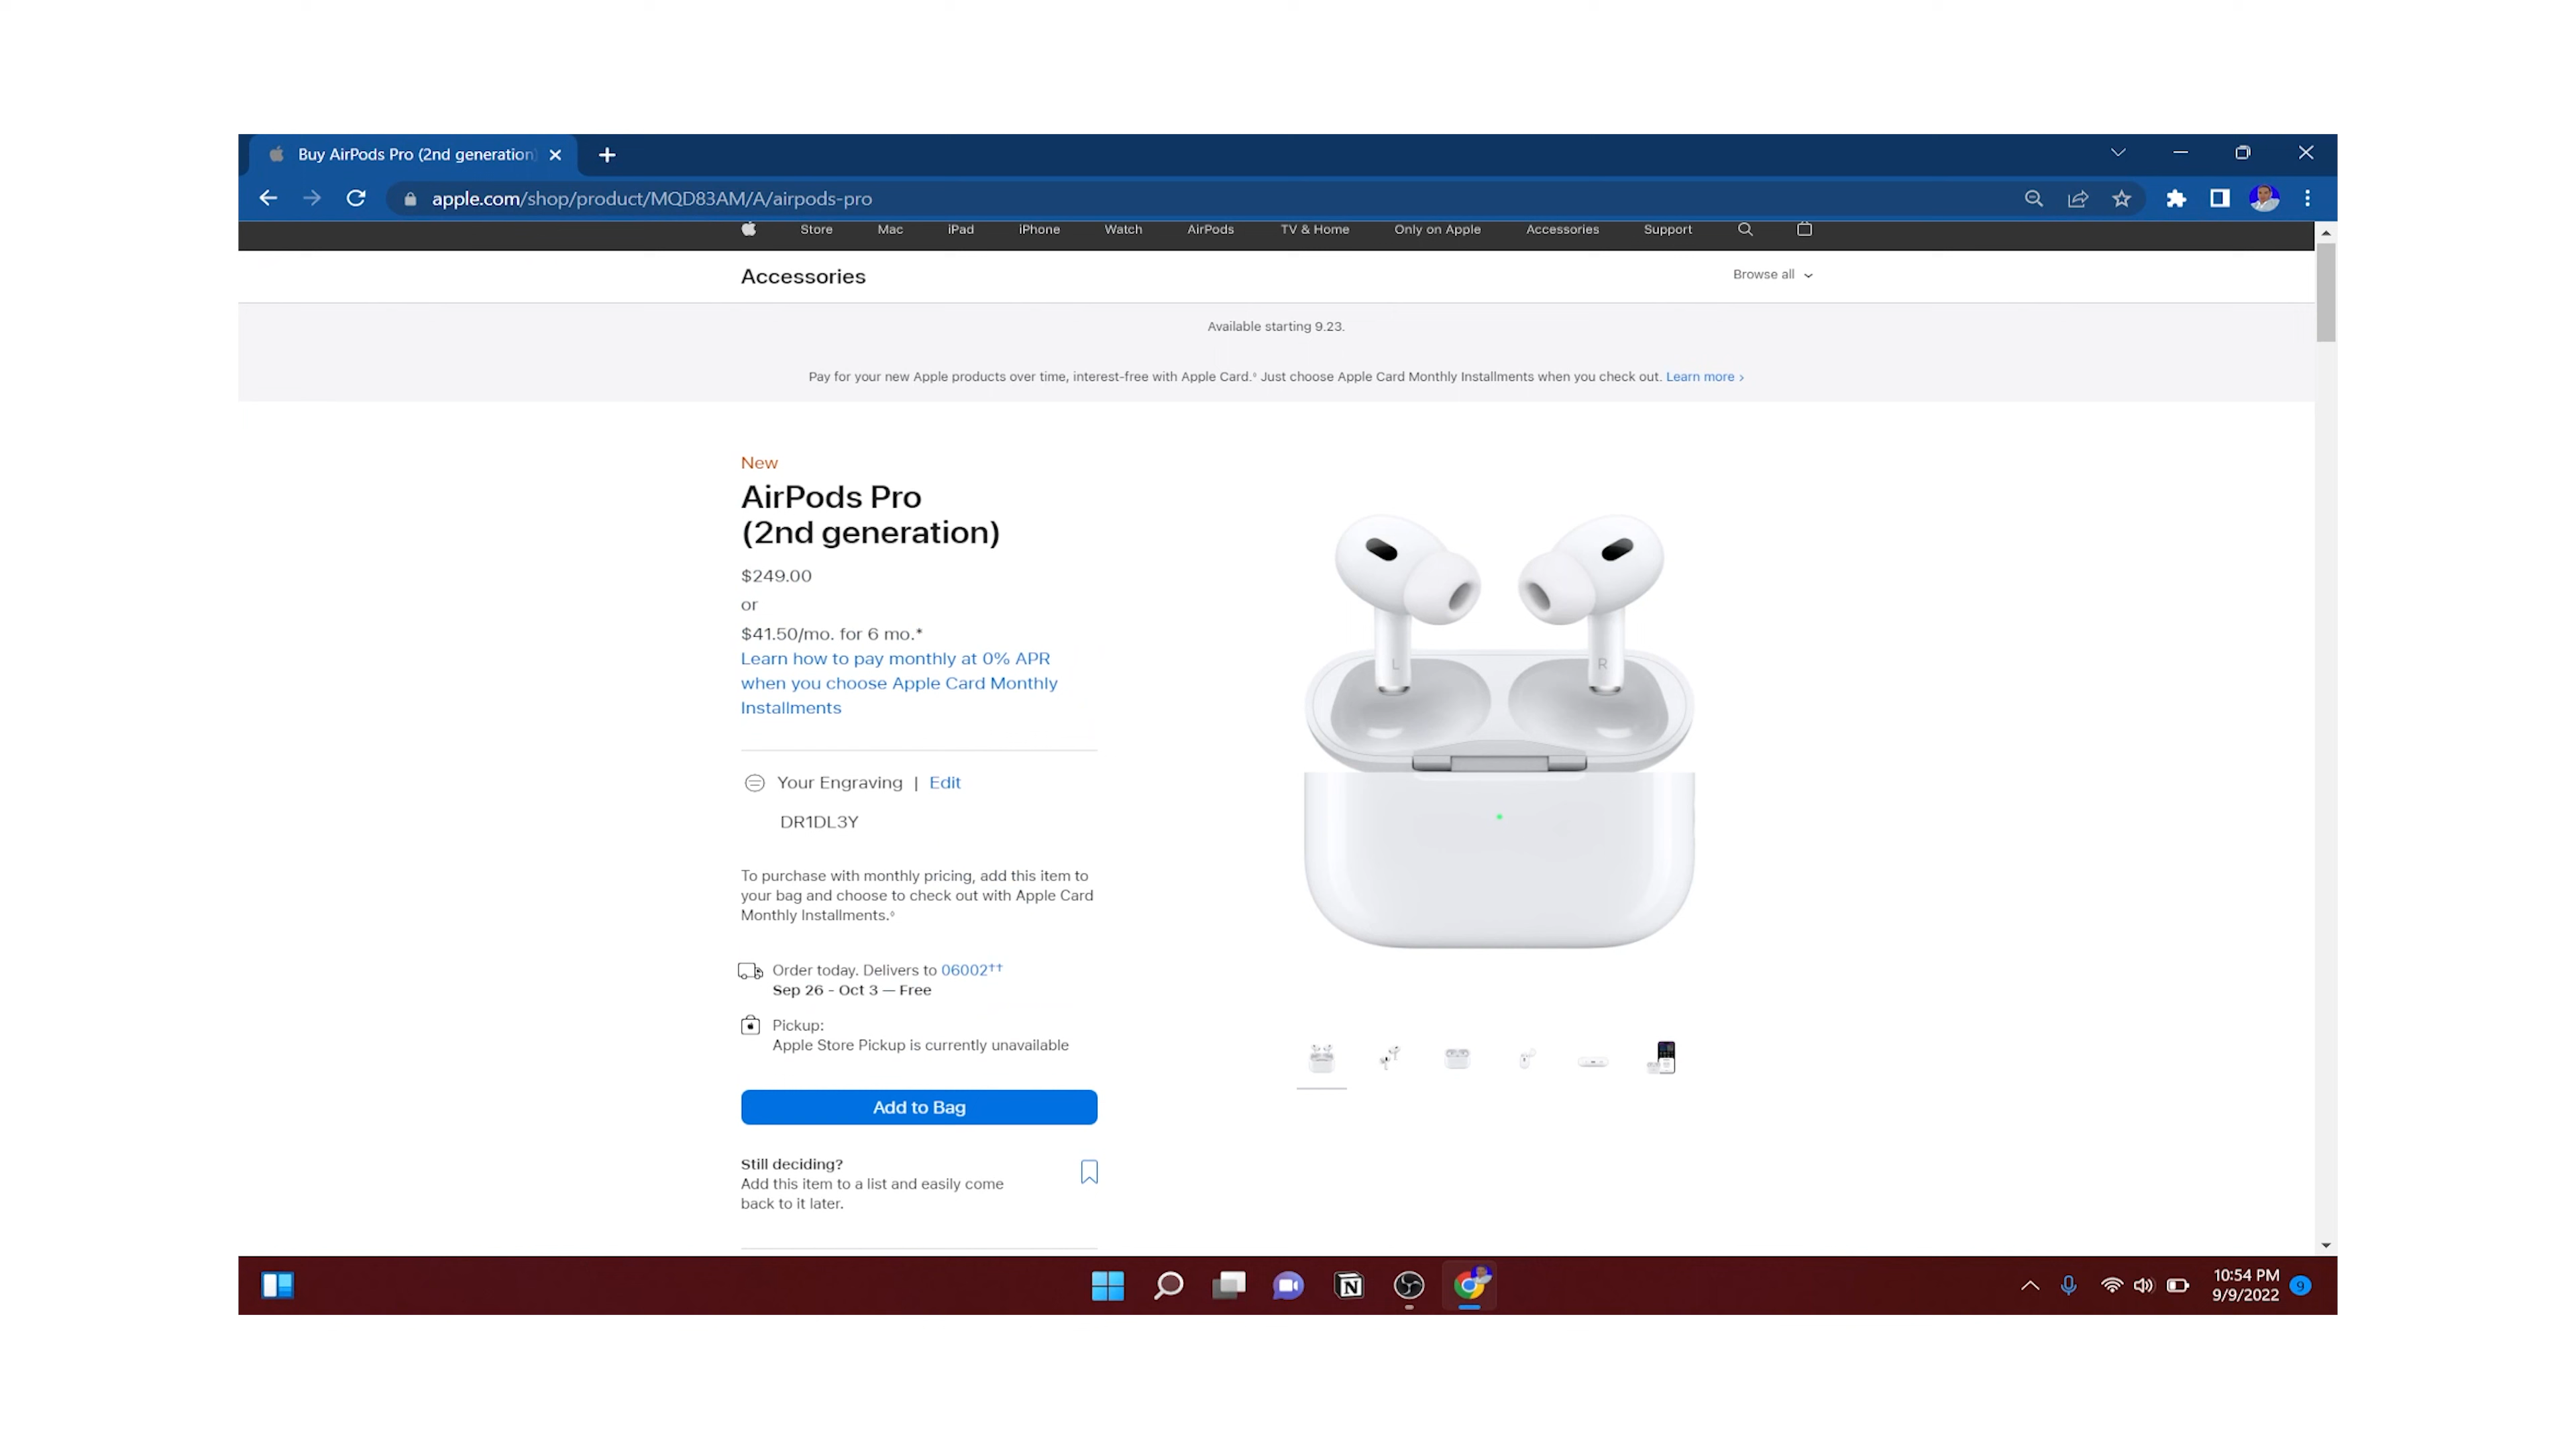 Buy AirPods Pro (2nd generation)
apple.com/shop/product/MQD83AM/A/airpods-pro
Store Mac iPad iPhone Watch AirPods TV & Home Only on Apple Accessories Support
Accessories
Browse all
Available starting 9.23.
Pay for your new Apple products over time, interest-free with Apple Card.◊ Just choose Apple Card Monthly Installments when you check out. Learn more ›
New
AirPods Pro
(2nd generation)
$249.00
or
$41.50/mo. for 6 mo.*
Learn how to pay monthly at 0% APR
when you choose Apple Card Monthly
Installments
Your Engraving | Edit
DR1DL3Y
To purchase with monthly pricing, add this item to
your bag and choose to check out with Apple Card
Monthly Installments.◊
Order today. Delivers to 06002††
Sep 26 - Oct 3 — Free
Pickup:
Apple Store Pickup is currently unavailable
Add to Bag
Still deciding?
Add this item to a list and easily come
back to it later.
L
R
10:54 PM
9/9/2022
9